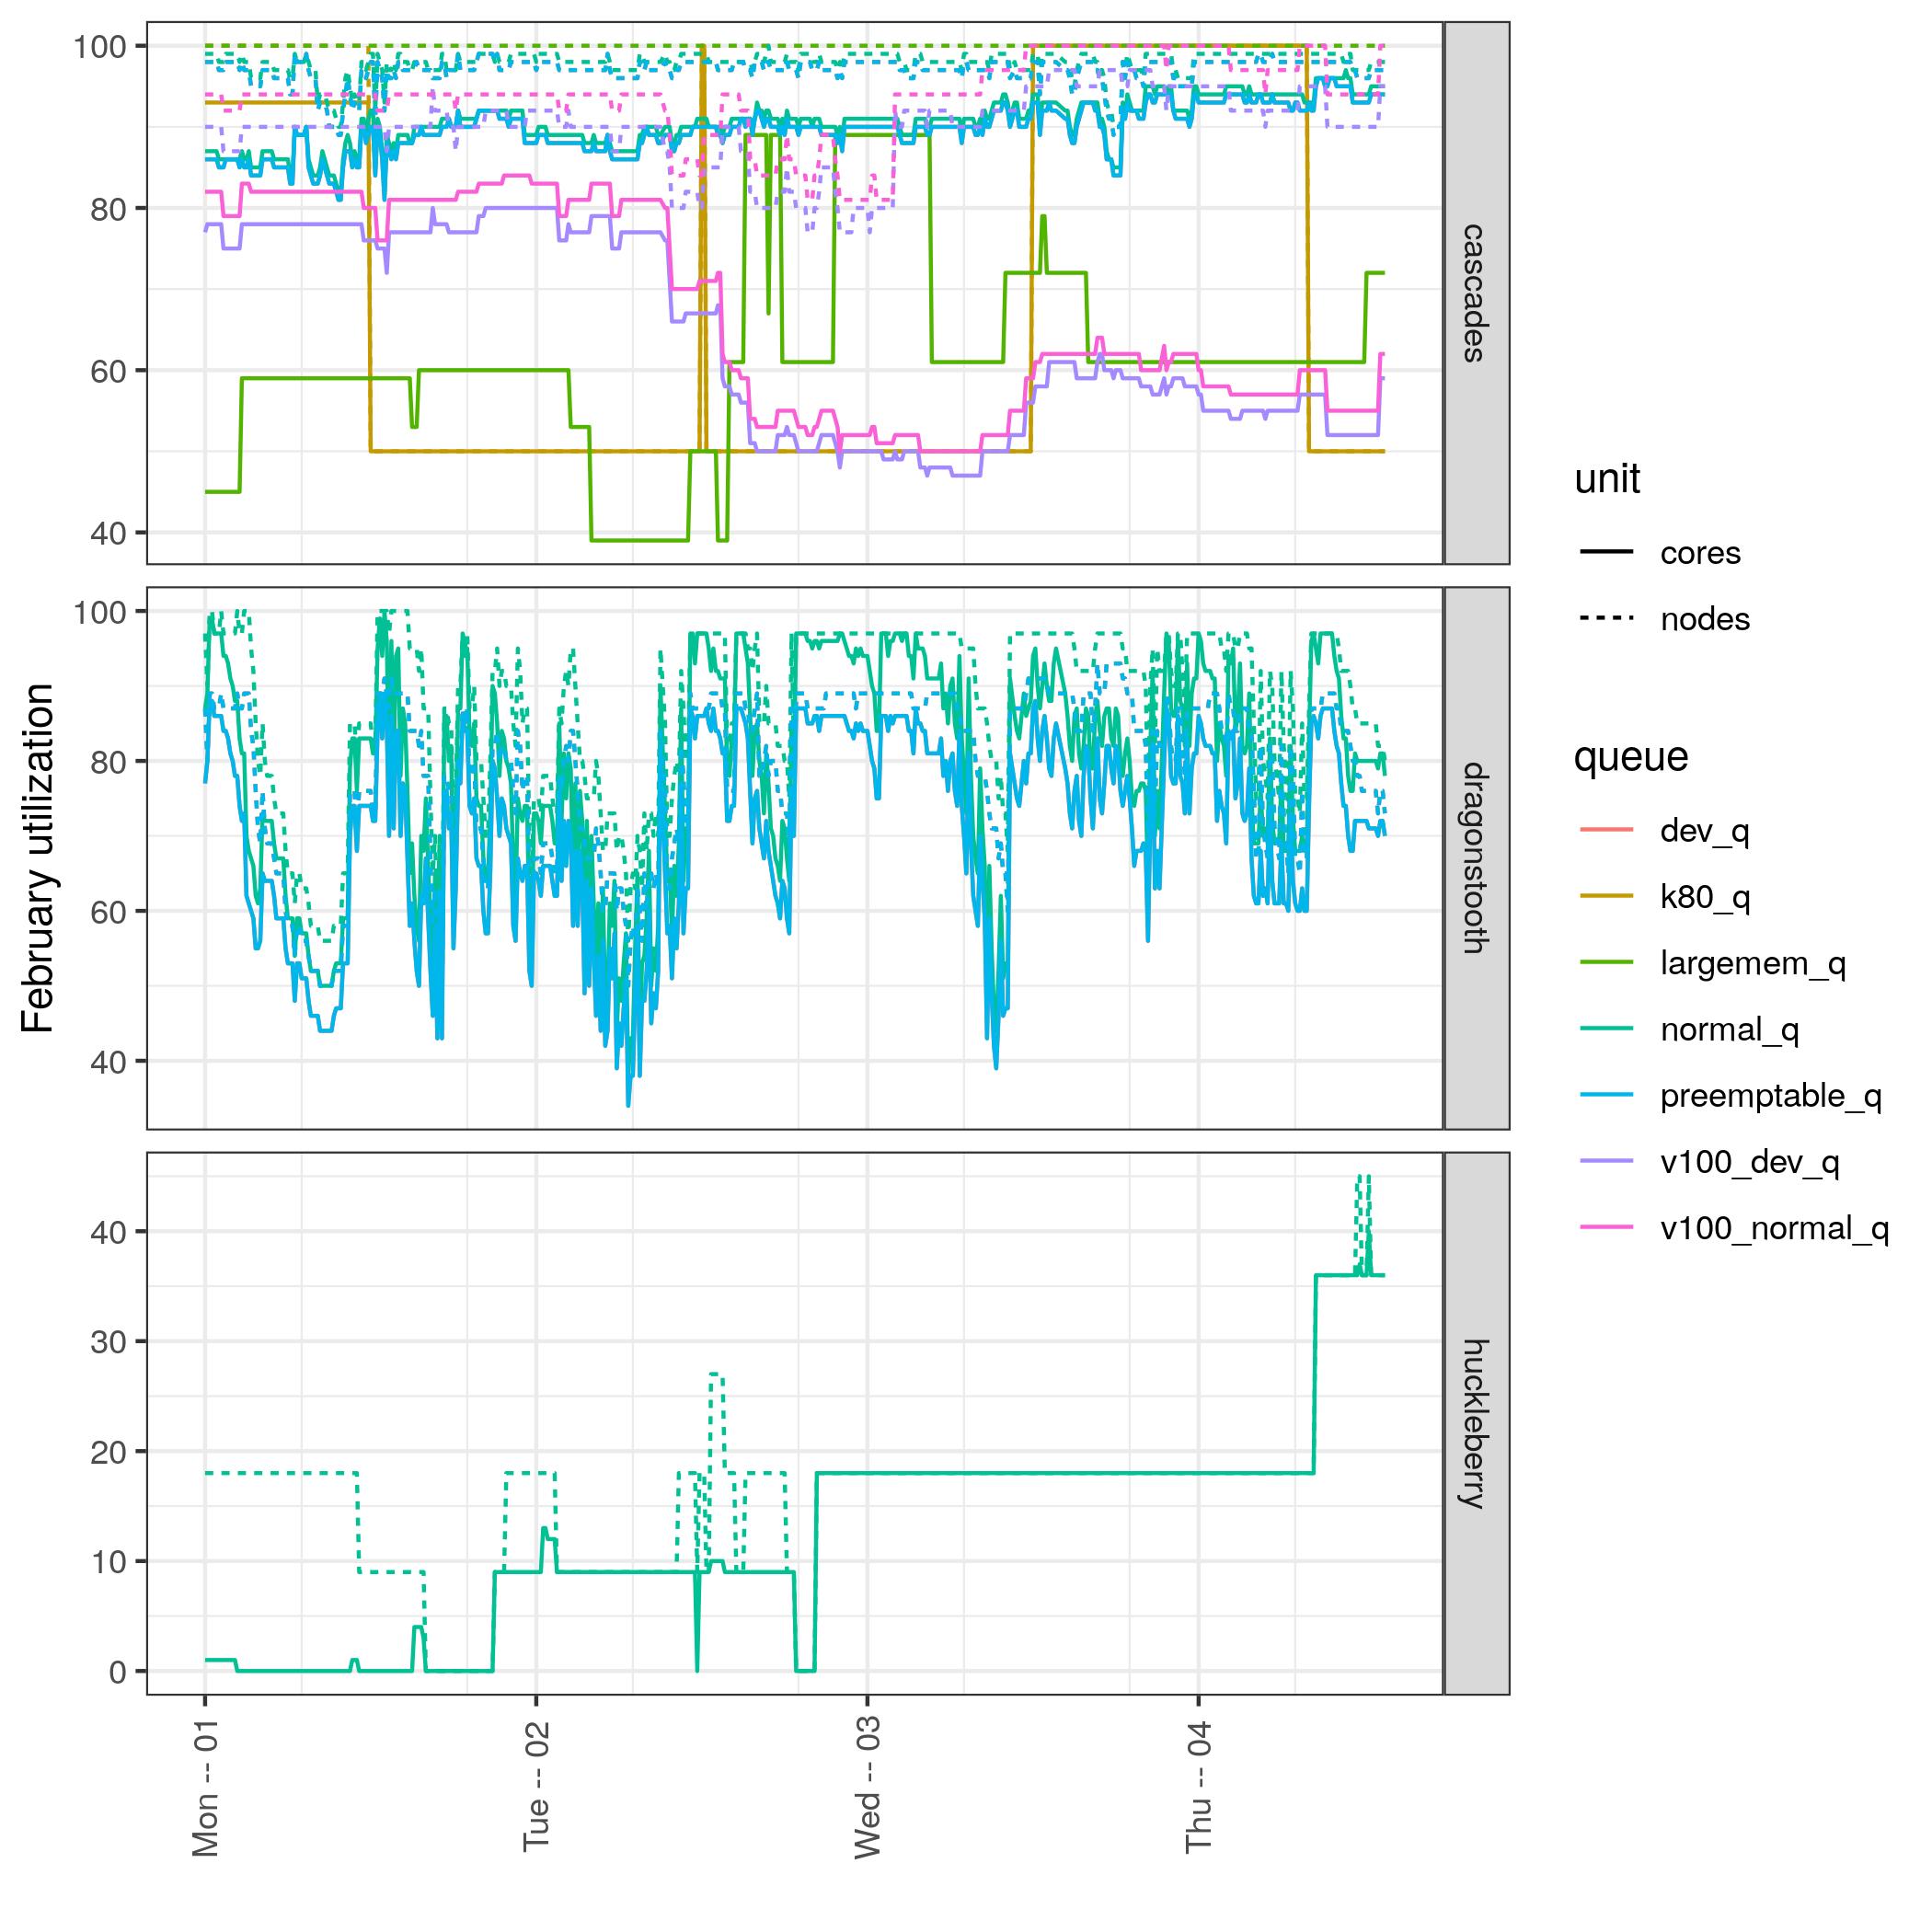 February utilization
100
80
60
40
cascades
100
80
60
40
dragonstooth
40
30
20
10
0
huckleberry
Mon -- 01
Tue -- 02
Wed -- 03
Thu -- 04
unit
cores
nodes
queue
dev_q
k80_q
largemem_q
normal_q
preemptable_q
v100_dev_q
v100_normal_q